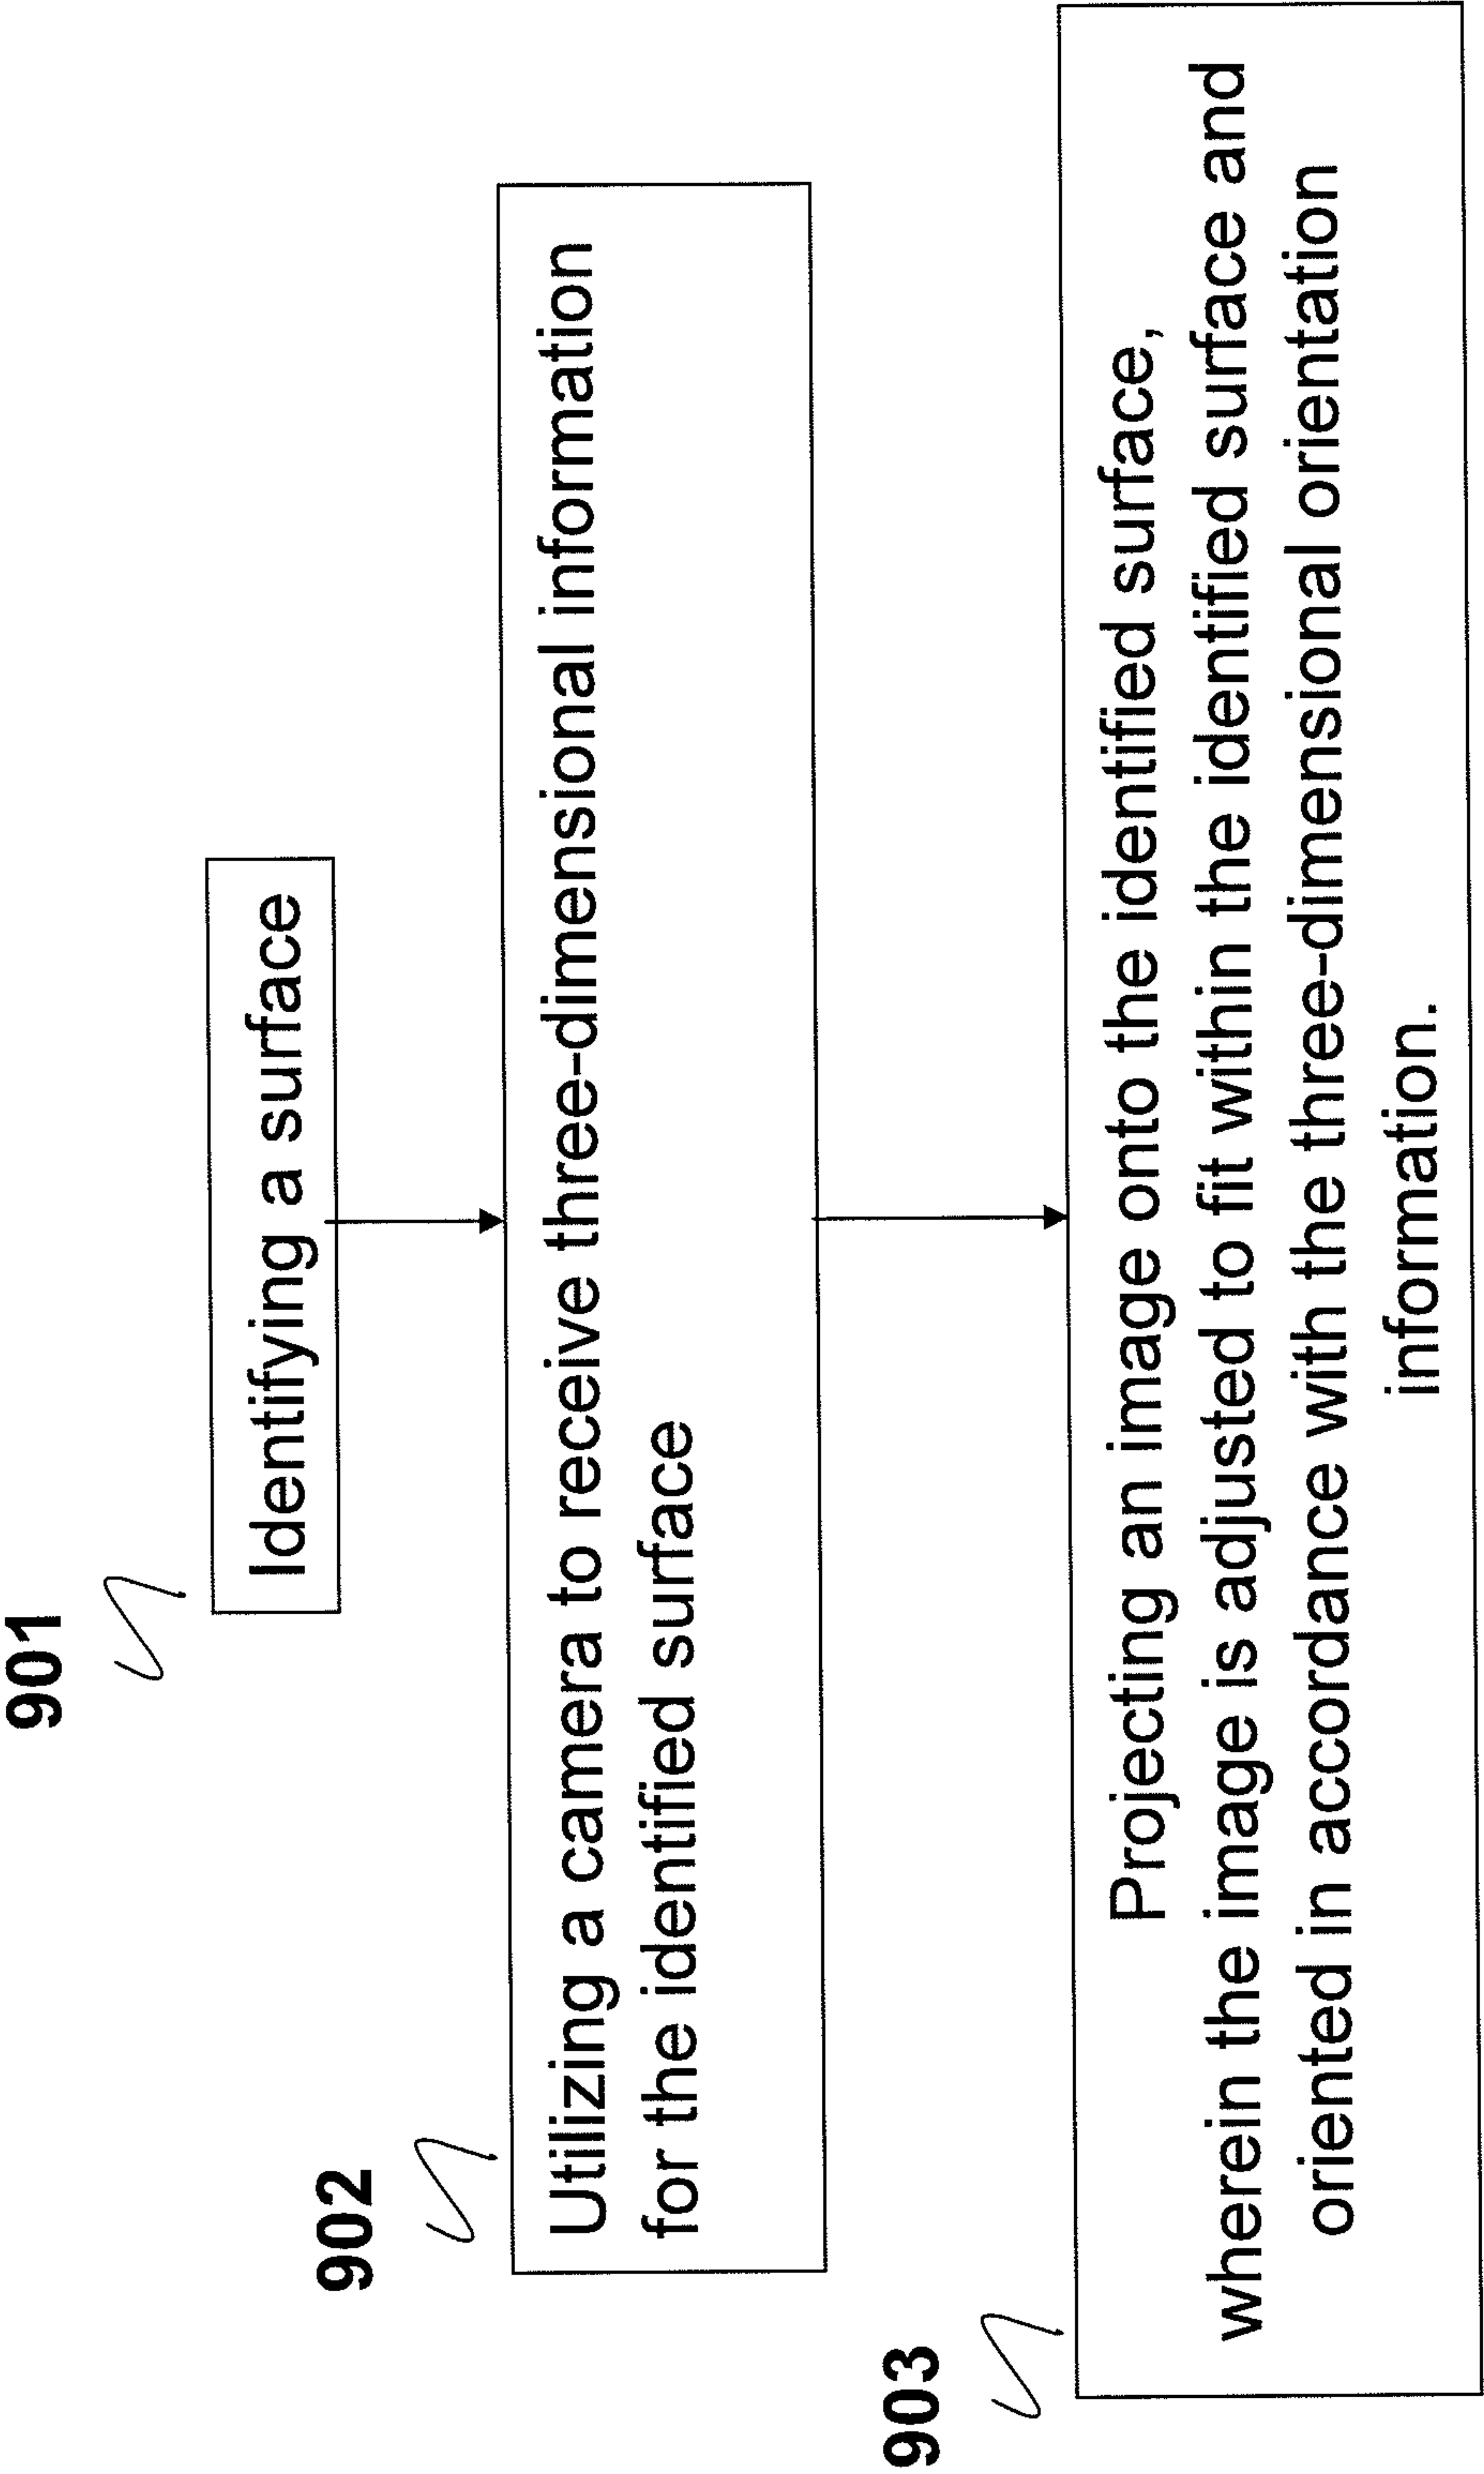 901
Identifying a surface
902
Utilizing a camera to receive three-dimensional information
for the identified surface
903
Projecting an image onto the identified surface,
wherein the image is adjusted to fit within the identified surface and
oriented in accordance with the three-dimensional orientation
information.